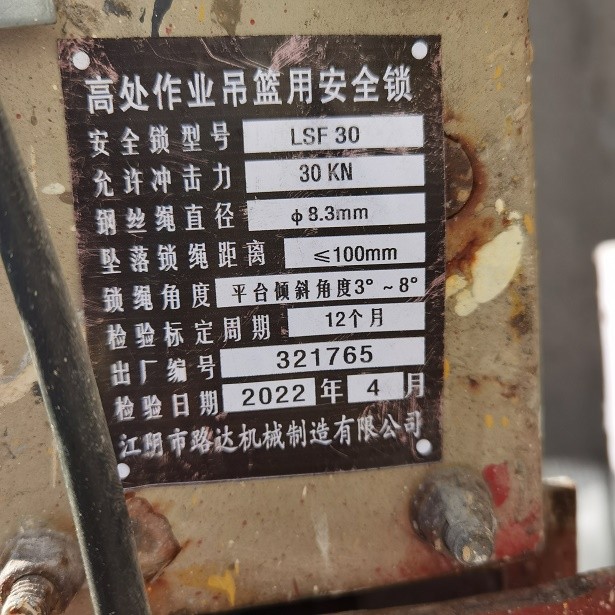 高处作业吊篮用安全锁
安全锁型号 LSF 30
允许冲击力 30 KN
钢丝绳直径 ϕ8.3mm
坠落锁绳距离 ≤100mm
锁绳角度 平台倾斜角度3°~8°
检验标定周期 12个月
出厂编号 321765
检验日期 2022 年 4 月
江阴市路达机械制造有限公司